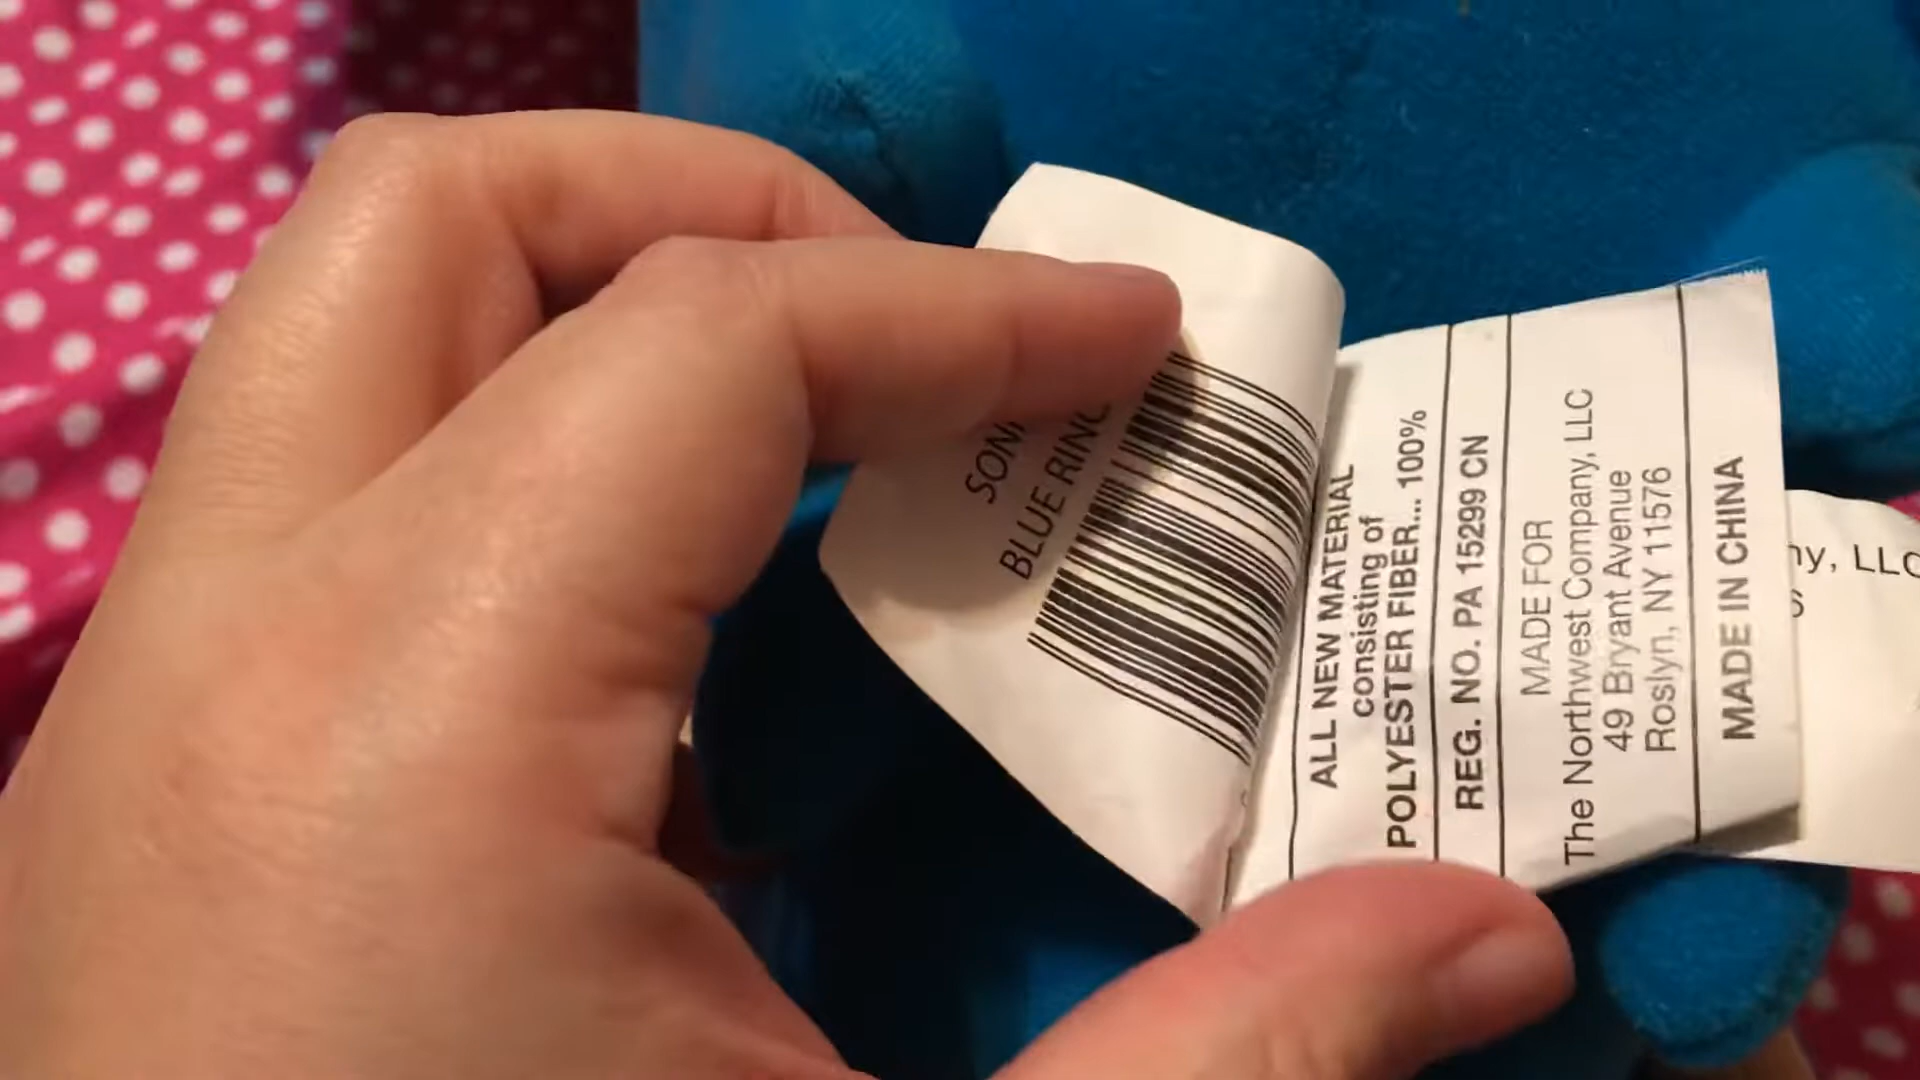 BLUE RING
ALL NEW MATERIAL
consisting of
POLYESTER FIBER... 100%
REG. NO. PA 15299 CN
MADE FOR
The Northwest Company, LLC
49 Bryant Avenue
Roslyn, NY 11576
MADE IN CHINA
LLC